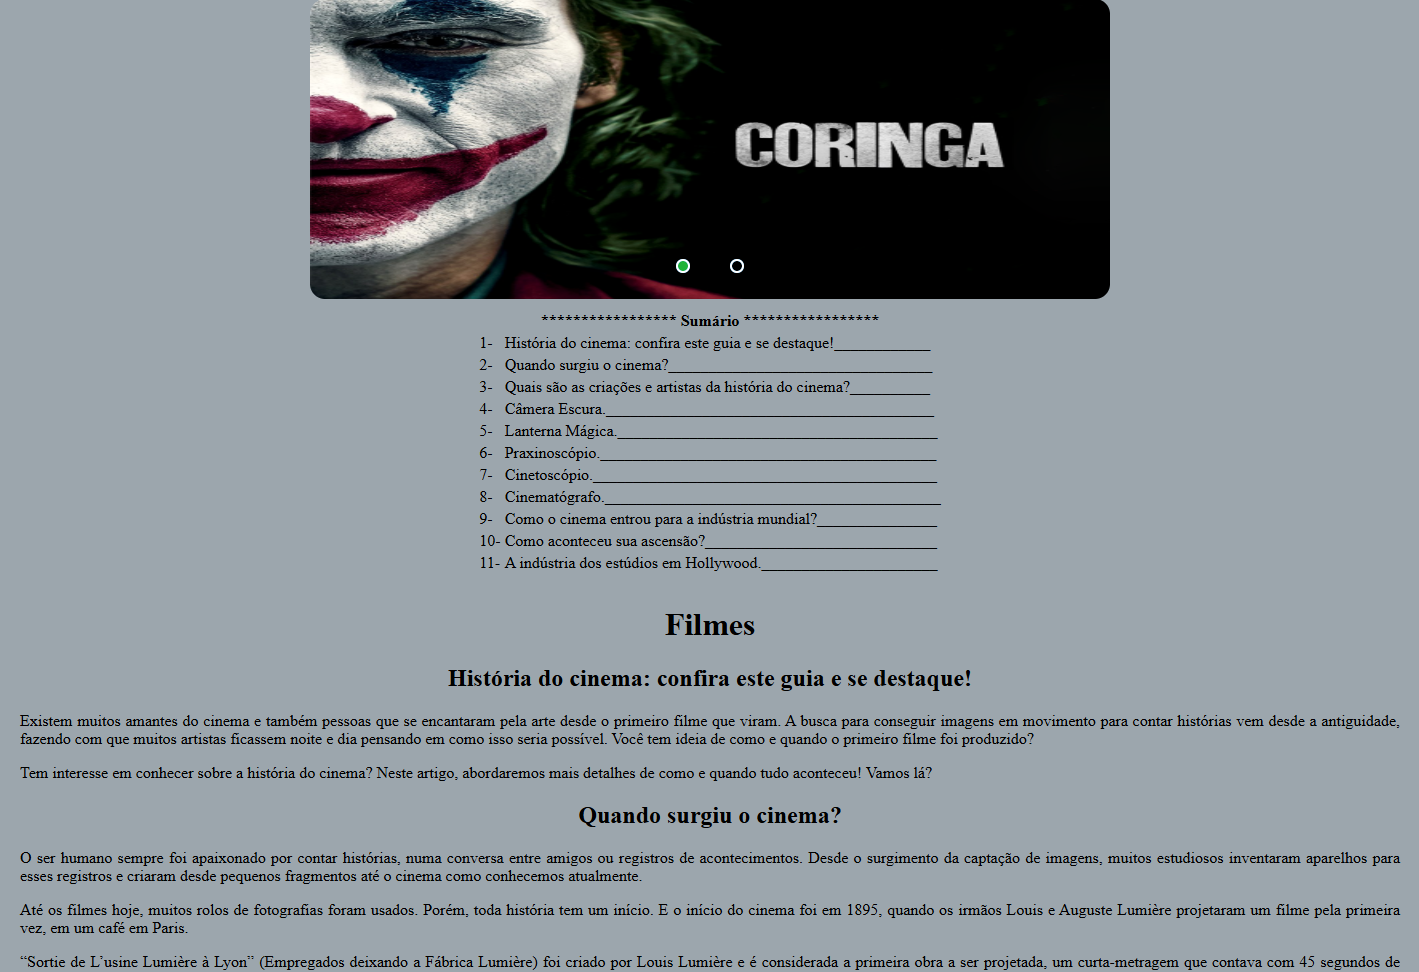 CORINGA
***************** Sumário *****************
1- História do cinema: confira este guia e se destaque!____________
2- Quando surgiu o cinema?_________________________________
3- Quais são as criações e artistas da história do cinema?__________
4- Câmera Escura._________________________________________
5- Lanterna Mágica.________________________________________
6- Praxinoscópio.__________________________________________
7- Cinetoscópio.___________________________________________
8- Cinematógrafo.__________________________________________
9- Como o cinema entrou para a indústria mundial?_______________
10- Como aconteceu sua ascensão?_____________________________
11- A indústria dos estúdios em Hollywood.______________________
Filmes
História do cinema: confira este guia e se destaque!
Existem muitos amantes do cinema e também pessoas que se encantaram pela arte desde o primeiro filme que viram. A busca para conseguir imagens em movimento para contar histórias vem desde a antiguidade,
fazendo com que muitos artistas ficassem noite e dia pensando em como isso seria possível. Você tem ideia de como e quando o primeiro filme foi produzido?
Tem interesse em conhecer sobre a história do cinema? Neste artigo, abordaremos mais detalhes de como e quando tudo aconteceu! Vamos lá?
Quando surgiu o cinema?
O ser humano sempre foi apaixonado por contar histórias, numa conversa entre amigos ou registros de acontecimentos. Desde o surgimento da captação de imagens, muitos estudiosos inventaram aparelhos para
esses registros e criaram desde pequenos fragmentos até o cinema como conhecemos atualmente.
Até os filmes hoje, muitos rolos de fotografias foram usados. Porém, toda história tem um início. E o início do cinema foi em 1895, quando os irmãos Louis e Auguste Lumière projetaram um filme pela primeira
vez, em um café em Paris.
“Sortie de L’usine Lumière à Lyon” (Empregados deixando a Fábrica Lumière) foi criado por Louis Lumière e é considerada a primeira obra a ser projetada, um curta-metragem que contava com 45 segundos de